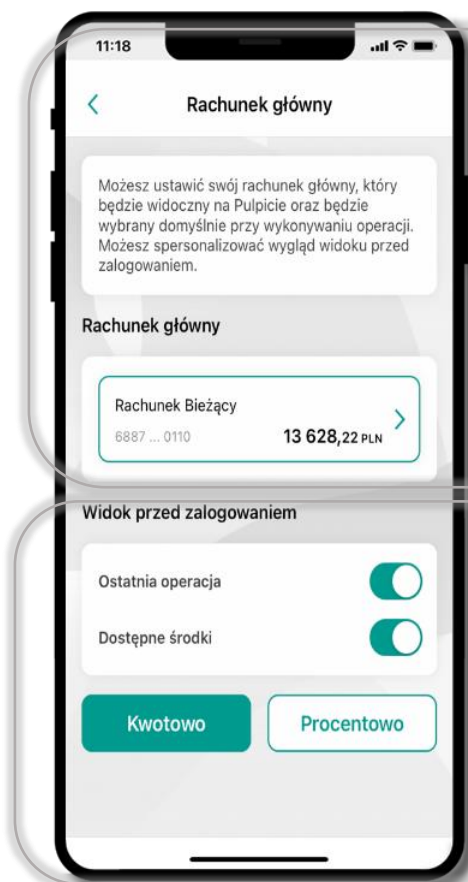 11:18
Rachunek główny
Możesz ustawić swój rachunek główny, który
będzie widoczny na Pulpicie oraz będzie
wybrany domyślnie przy wykonywaniu operacji.
Możesz spersonalizować wygląd widoku przed
zalogowaniem.
Rachunek główny
Rachunek Bieżący
6887 ... 0110 13 628,22 PLN
Widok przed zalogowaniem
Ostatnia operacja
Dostępne środki
Kwotowo Procentowo